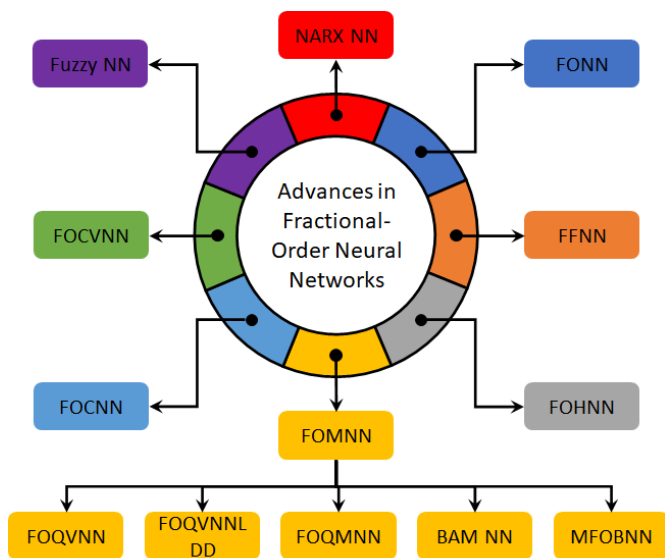 NARX NN
Fuzzy NN
FONN
Advances in
Fractional-
Order Neural
Networks
FOCVNN
FFNN
FOCNN
FOHNN
FOMNN
FOQVNN
FOQVNNL
DD
FOQMNN
BAM NN
MFOBNN